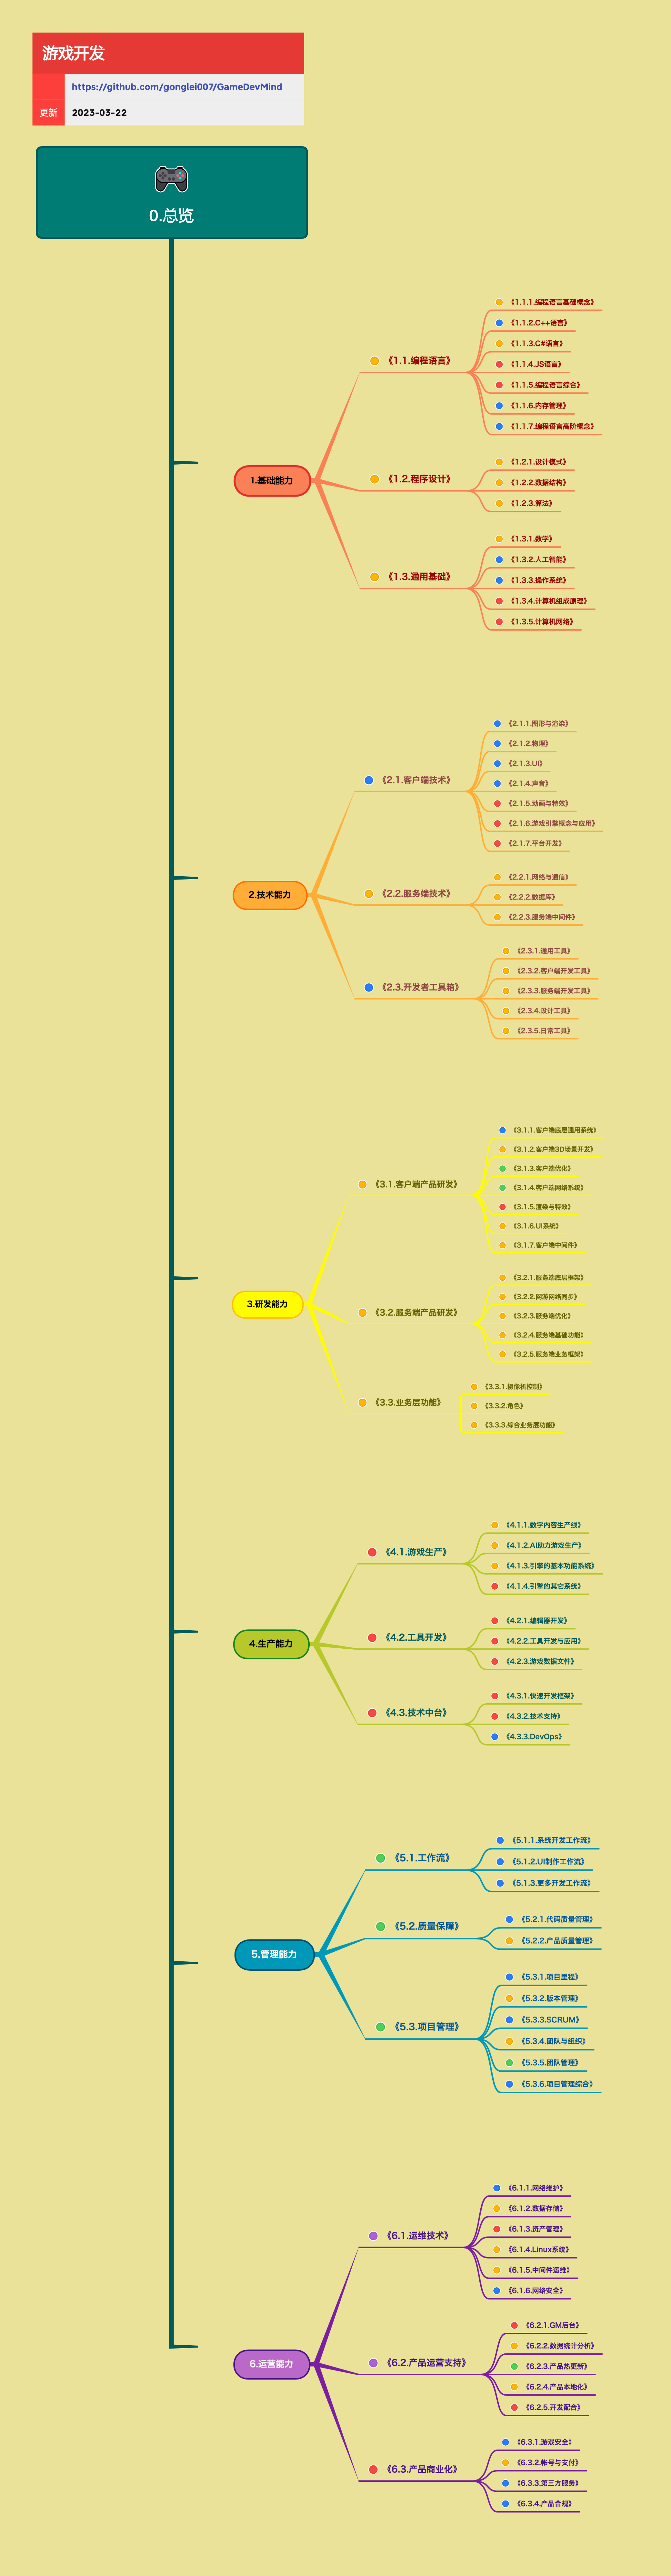 游戏开发
https://github.com/gonglei007/GameDevMind
更新
2023-03-22
0.总览
1.基础能力
《1.1.编程语言》
《1.1.1.编程语言基础概念》
《1.1.2.C++语言》
《1.1.3.C#语言》
《1.1.4.JS语言》
《1.1.5.编程语言综合》
《1.1.6.内存管理》
《1.1.7.编程语言高阶概念》
《1.2.程序设计》
《1.2.1.设计模式》
《1.2.2.数据结构》
《1.2.3.算法》
《1.3.通用基础》
《1.3.1.数学》
《1.3.2.人工智能》
《1.3.3.操作系统》
《1.3.4.计算机组成原理》
《1.3.5.计算机网络》
2.技术能力
《2.1.客户端技术》
《2.1.1.图形与渲染》
《2.1.2.物理》
《2.1.3.UI》
《2.1.4.声音》
《2.1.5.动画与特效》
《2.1.6.游戏引擎概念与应用》
《2.1.7.平台开发》
《2.2.服务端技术》
《2.2.1.网络与通信》
《2.2.2.数据库》
《2.2.3.服务端中间件》
《2.3.开发者工具箱》
《2.3.1.通用工具》
《2.3.2.客户端开发工具》
《2.3.3.服务端开发工具》
《2.3.4.设计工具》
《2.3.5.日常工具》
3.研发能力
《3.1.客户端产品研发》
《3.1.1.客户端底层通用系统》
《3.1.2.客户端3D场景开发》
《3.1.3.客户端优化》
《3.1.4.客户端网络系统》
《3.1.5.渲染与特效》
《3.1.6.UI系统》
《3.1.7.客户端中间件》
《3.2.服务端产品研发》
《3.2.1.服务端底层框架》
《3.2.2.网游网络同步》
《3.2.3.服务端优化》
《3.2.4.服务端基础功能》
《3.2.5.服务端业务框架》
《3.3.业务层功能》
《3.3.1.摄像机控制》
《3.3.2.角色》
《3.3.3.综合业务层功能》
4.生产能力
《4.1.游戏生产》
《4.1.1.数字内容生产线》
《4.1.2.AI助力游戏生产》
《4.1.3.引擎的基本功能系统》
《4.1.4.引擎的其它系统》
《4.2.工具开发》
《4.2.1.编辑器开发》
《4.2.2.工具开发与应用》
《4.2.3.游戏数据文件》
《4.3.技术中台》
《4.3.1.快速开发框架》
《4.3.2.技术支持》
《4.3.3.DevOps》
5.管理能力
《5.1.工作流》
《5.1.1.系统开发工作流》
《5.1.2.UI制作工作流》
《5.1.3.更多开发工作流》
《5.2.质量保障》
《5.2.1.代码质量管理》
《5.2.2.产品质量管理》
《5.3.项目管理》
《5.3.1.项目里程》
《5.3.2.版本管理》
《5.3.3.SCRUM》
《5.3.4.团队与组织》
《5.3.5.团队管理》
《5.3.6.项目管理综合》
6.运营能力
《6.1.运维技术》
《6.1.1.网络维护》
《6.1.2.数据存储》
《6.1.3.资产管理》
《6.1.4.Linux系统》
《6.1.5.中间件运维》
《6.1.6.网络安全》
《6.2.产品运营支持》
《6.2.1.GM后台》
《6.2.2.数据统计分析》
《6.2.3.产品热更新》
《6.2.4.产品本地化》
《6.2.5.开发配合》
《6.3.产品商业化》
《6.3.1.游戏安全》
《6.3.2.帐号与支付》
《6.3.3.第三方服务》
《6.3.4.产品合规》